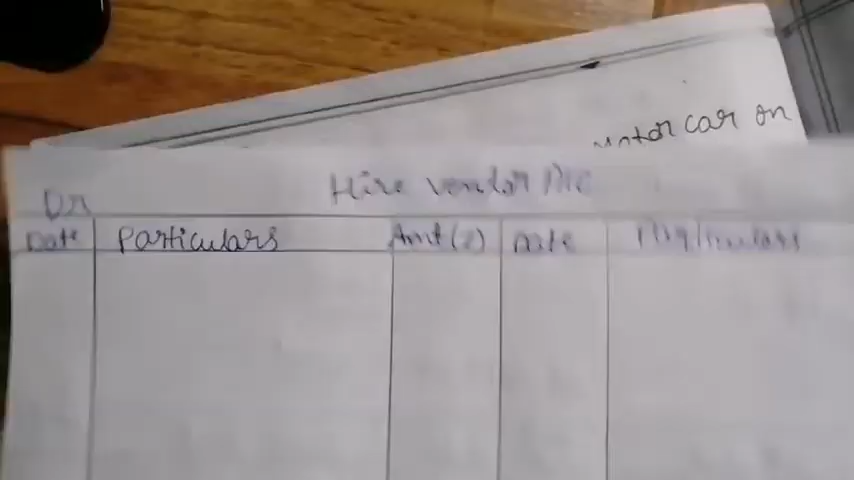 motor car on
Hire vendor A/c
Dr
Date Particulars Amt (₹) Date Particulars